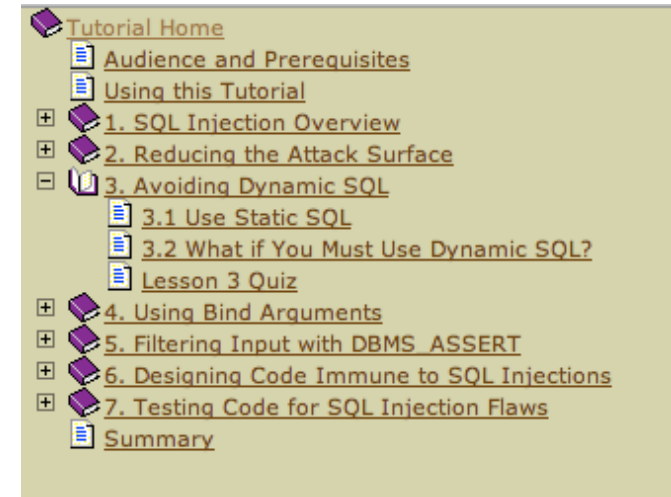 Tutorial Home
Audience and Prerequisites
Using this Tutorial
1. SQL Injection Overview
2. Reducing the Attack Surface
3. Avoiding Dynamic SQL
3.1 Use Static SQL
3.2 What if You Must Use Dynamic SQL?
Lesson 3 Quiz
4. Using Bind Arguments
5. Filtering Input with DBMS_ASSERT
6. Designing Code Immune to SQL Injections
7. Testing Code for SQL Injection Flaws
Summary